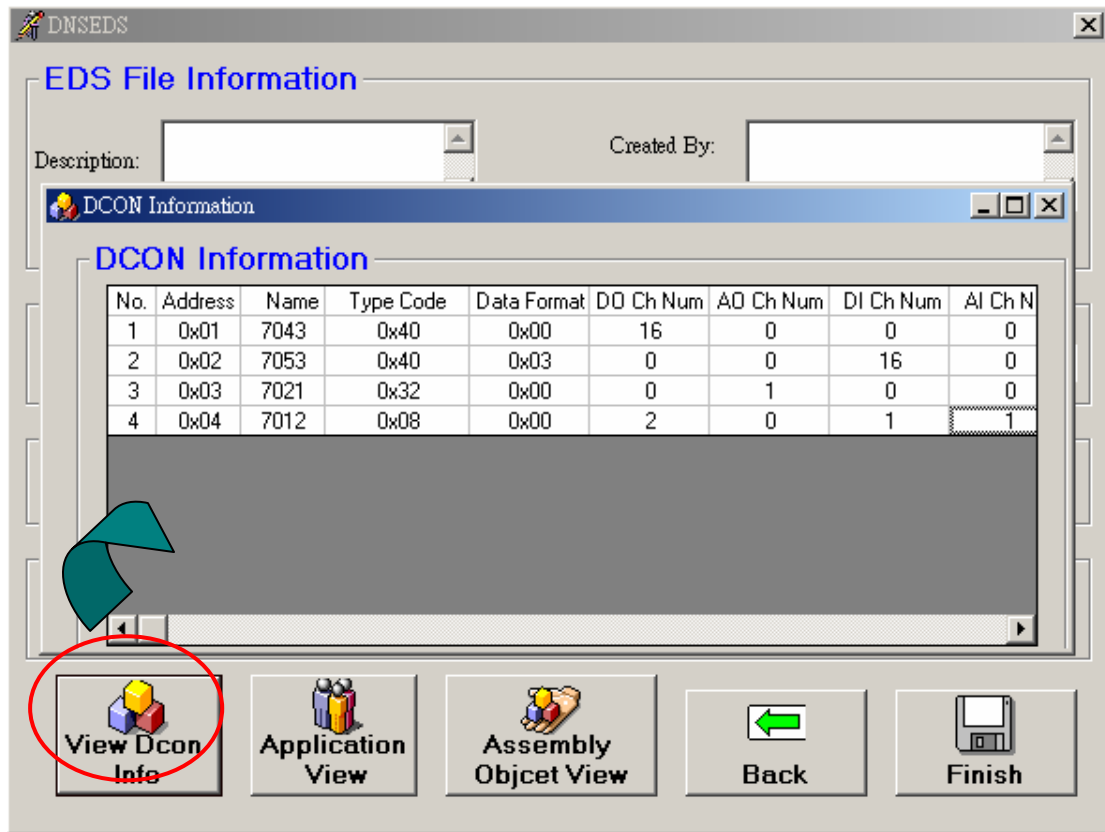 DNSEDS
EDS File Information
Description:
Created By:
DCON Information
DCON Information
No. Address Name Type Code Data Format DO Ch Num AO Ch Num DI Ch Num AI Ch N
1 0x01 7043 0x40 0x00 16 0 0 0
2 0x02 7053 0x40 0x03 0 0 16 0
3 0x03 7021 0x32 0x00 0 1 0 0
4 0x04 7012 0x08 0x00 2 0 1 1
View Dcon
Info
Application
View
Assembly
Objcet View
Back
Finish